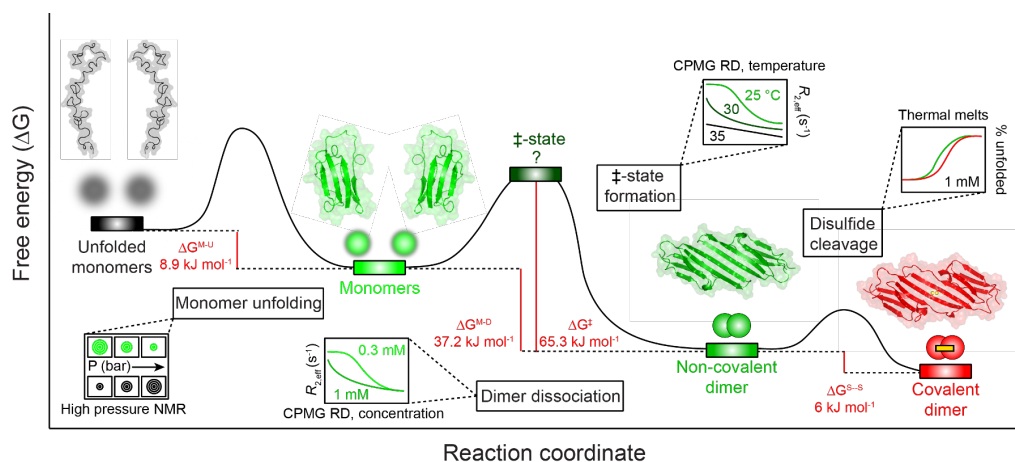 Free energy (ΔG)
Unfolded
monomers
ΔG^M-U
8.9 kJ mol⁻¹
Monomer unfolding
P (bar)
High pressure NMR
Monomers
‡-state
?
ΔG^M-D
37.2 kJ mol⁻¹
ΔG^‡
65.3 kJ mol⁻¹
R2,eff (s⁻¹)
0.3 mM
1 mM
CPMG RD, concentration
Dimer dissociation
CPMG RD, temperature
25 °C
30
35
R2,eff (s⁻¹)
‡-state
formation
Thermal melts
1 mM
% unfolded
Disulfide
cleavage
Non-covalent
dimer
ΔG^S--S
6 kJ mol⁻¹
Covalent
dimer
Reaction coordinate